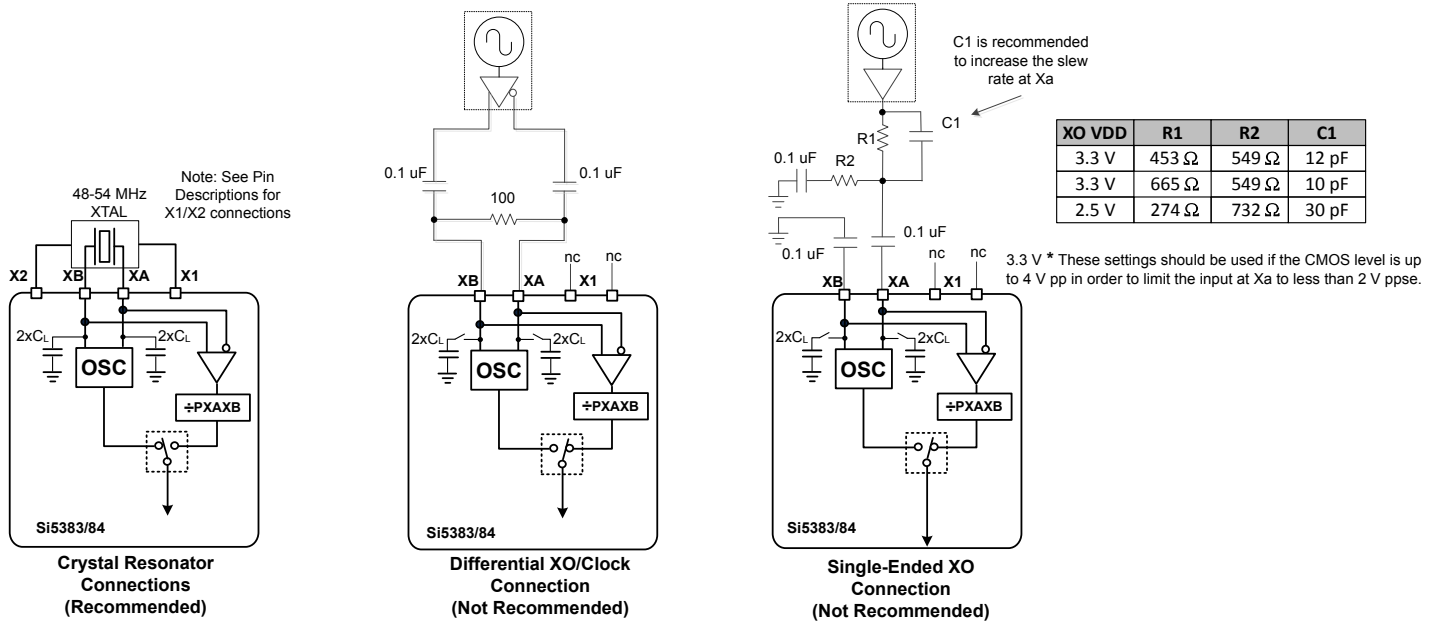 Note: See Pin
Descriptions for
X1/X2 connections
48-54 MHz
XTAL
X2 XB XA X1
2xCL 2xCL
OSC
÷PXAXB
Si5383/84
Crystal Resonator
Connections
(Recommended)
0.1 uF 0.1 uF
100
nc nc
XB XA X1
2xCL 2xCL
OSC
÷PXAXB
Si5383/84
Differential XO/Clock
Connection
(Not Recommended)
C1 is recommended
to increase the slew
rate at Xa
C1
R1
0.1 uF R2
0.1 uF
0.1 uF
nc nc
XB XA X1
2xCL 2xCL
OSC
÷PXAXB
Si5383/84
Single-Ended XO
Connection
(Not Recommended)
XO VDD R1 R2 C1
3.3 V 453 Ω 549 Ω 12 pF
3.3 V 665 Ω 549 Ω 10 pF
2.5 V 274 Ω 732 Ω 30 pF
3.3 V * These settings should be used if the CMOS level is up
to 4 V pp in order to limit the input at Xa to less than 2 V ppse.